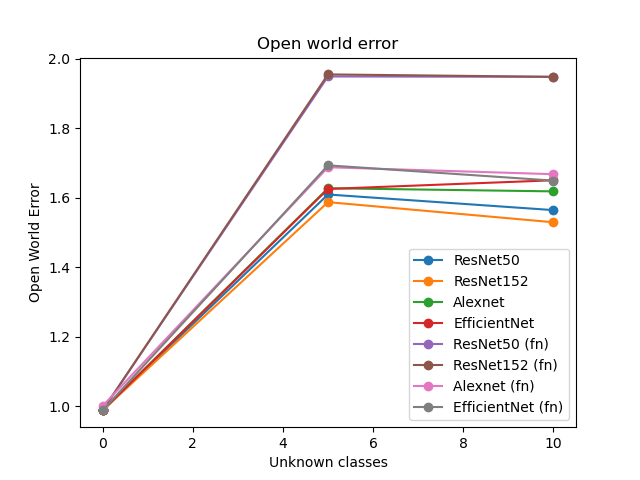 Open world error
Open World Error
2.0
1.8
1.6
1.4
1.2
1.0
0
2
4
6
8
10
Unknown classes
ResNet50
ResNet152
Alexnet
EfficientNet
ResNet50 (fn)
ResNet152 (fn)
Alexnet (fn)
EfficientNet (fn)